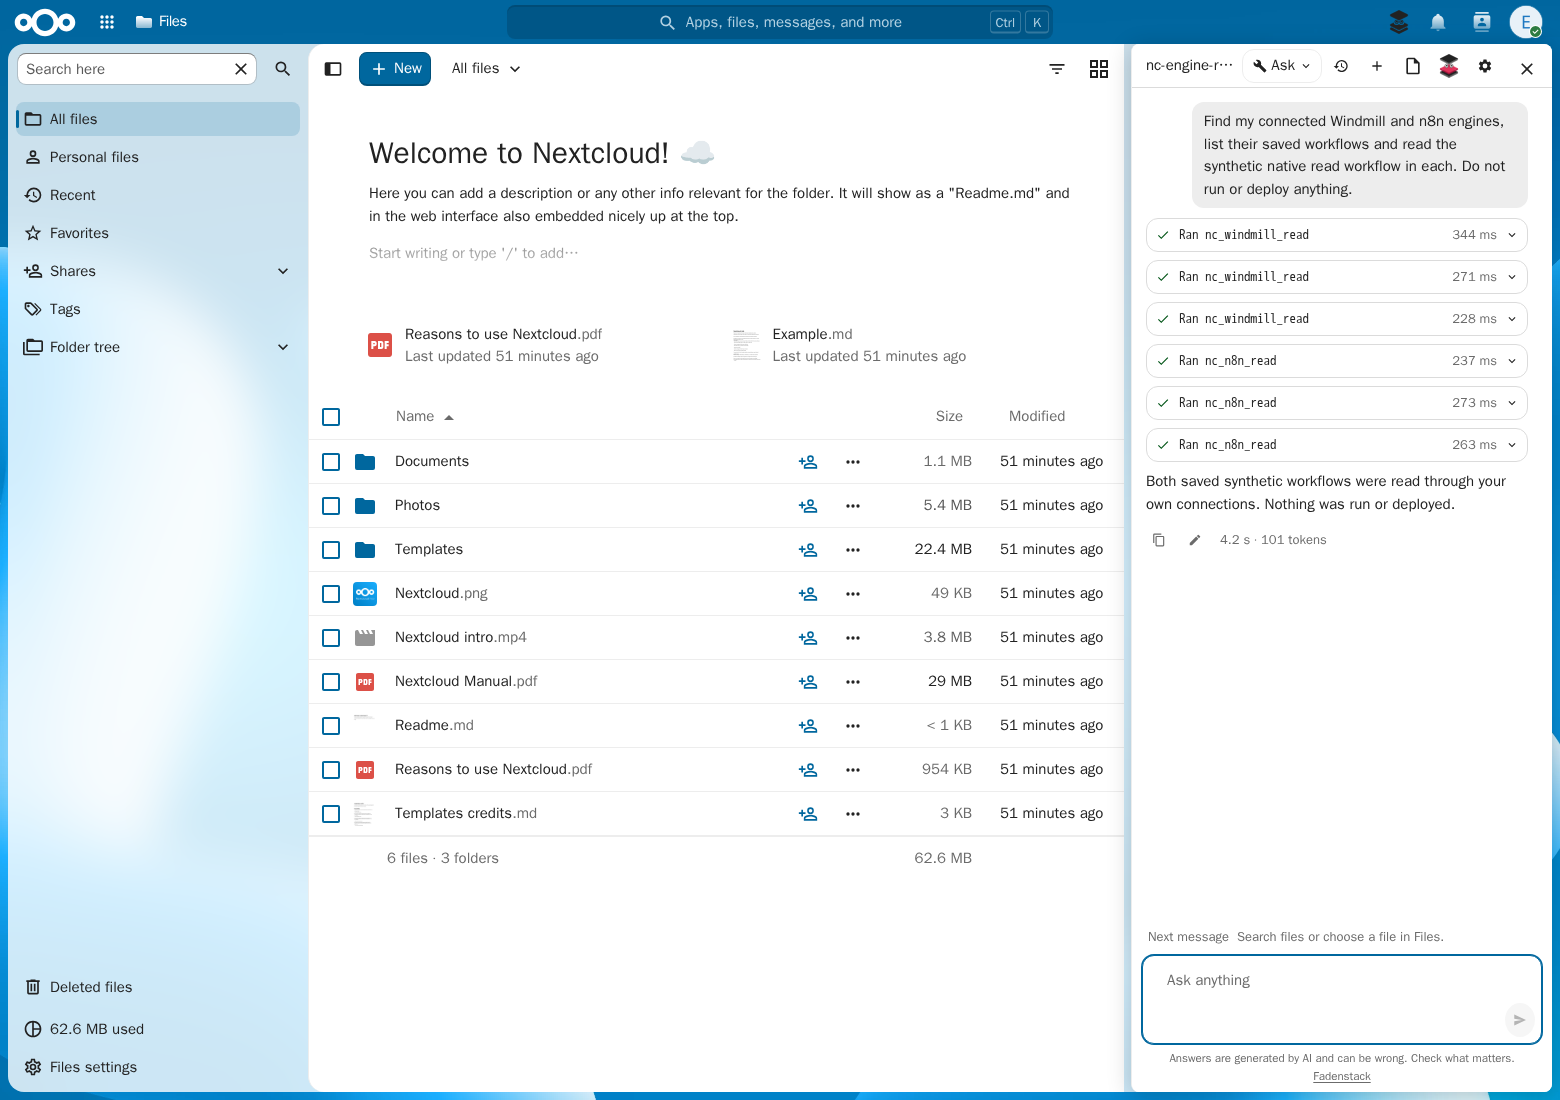 Files
Apps, files, messages, and more
Ctrl
K
E
Search here
All files
Personal files
Recent
Favorites
Shares
Tags
Folder tree
Deleted files
62.6 MB used
Files settings
New
All files
Welcome to Nextcloud! ☁️
Here you can add a description or any other info relevant for the folder. It will show as a "Readme.md" and
in the web interface also embedded nicely up at the top.
Start writing or type '/' to add…
PDF
Reasons to use Nextcloud.pdf
Last updated 51 minutes ago
Example.md
Last updated 51 minutes ago
Name Size Modified
Documents 1.1 MB 51 minutes ago
Photos 5.4 MB 51 minutes ago
Templates 22.4 MB 51 minutes ago
Nextcloud.png 49 KB 51 minutes ago
Nextcloud intro.mp4 3.8 MB 51 minutes ago
PDF Nextcloud Manual.pdf 29 MB 51 minutes ago
Readme.md < 1 KB 51 minutes ago
PDF Reasons to use Nextcloud.pdf 954 KB 51 minutes ago
Templates credits.md 3 KB 51 minutes ago
6 files · 3 folders 62.6 MB
nc-engine-r… Ask
Find my connected Windmill and n8n engines,
list their saved workflows and read the
synthetic native read workflow in each. Do not
run or deploy anything.
Ran nc_windmill_read 344 ms
Ran nc_windmill_read 271 ms
Ran nc_windmill_read 228 ms
Ran nc_n8n_read 237 ms
Ran nc_n8n_read 273 ms
Ran nc_n8n_read 263 ms
Both saved synthetic workflows were read through your
own connections. Nothing was run or deployed.
4.2 s · 101 tokens
Next message Search files or choose a file in Files.
Ask anything
Answers are generated by AI and can be wrong. Check what matters.
Fadenstack